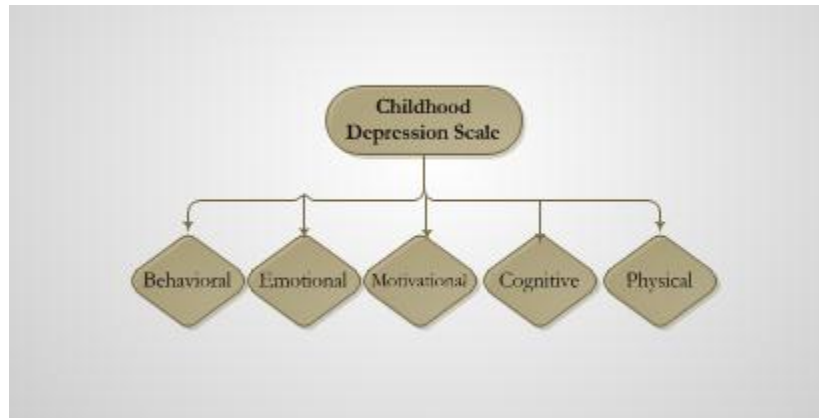 Childhood
Depression Scale
Behavioral
Emotional
Motivational
Cognitive
Physical